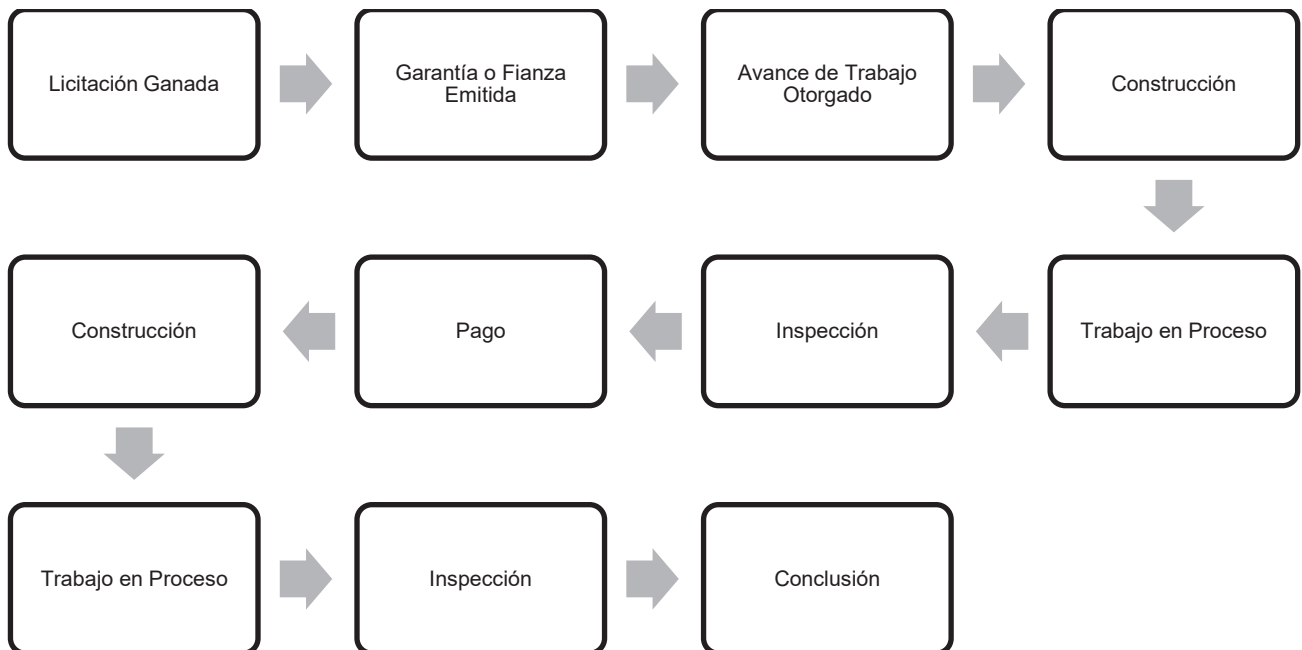 Licitación Ganada
Garantía o Fianza
Emitida
Avance de Trabajo
Otorgado
Construcción
Trabajo en Proceso
Inspección
Pago
Construcción
Trabajo en Proceso
Inspección
Conclusión